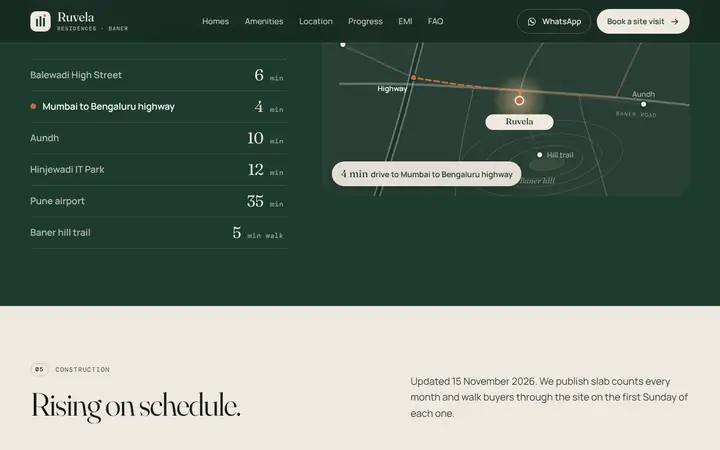 Ruvela
RESIDENCES · BANER
Homes
Amenities
Location
Progress
EMI
FAQ
WhatsApp
Book a site visit
Balewadi High Street 6 min
Mumbai to Bengaluru highway 4 min
Aundh 10 min
Hinjewadi IT Park 12 min
Pune airport 35 min
Baner hill trail 5 min walk
Highway
Aundh
BANER ROAD
Ruvela
Hill trail
4 min drive to Mumbai to Bengaluru highway
Baner hill
05 CONSTRUCTION
Rising on schedule.
Updated 15 November 2026. We publish slab counts every
month and walk buyers through the site on the first Sunday of
each one.